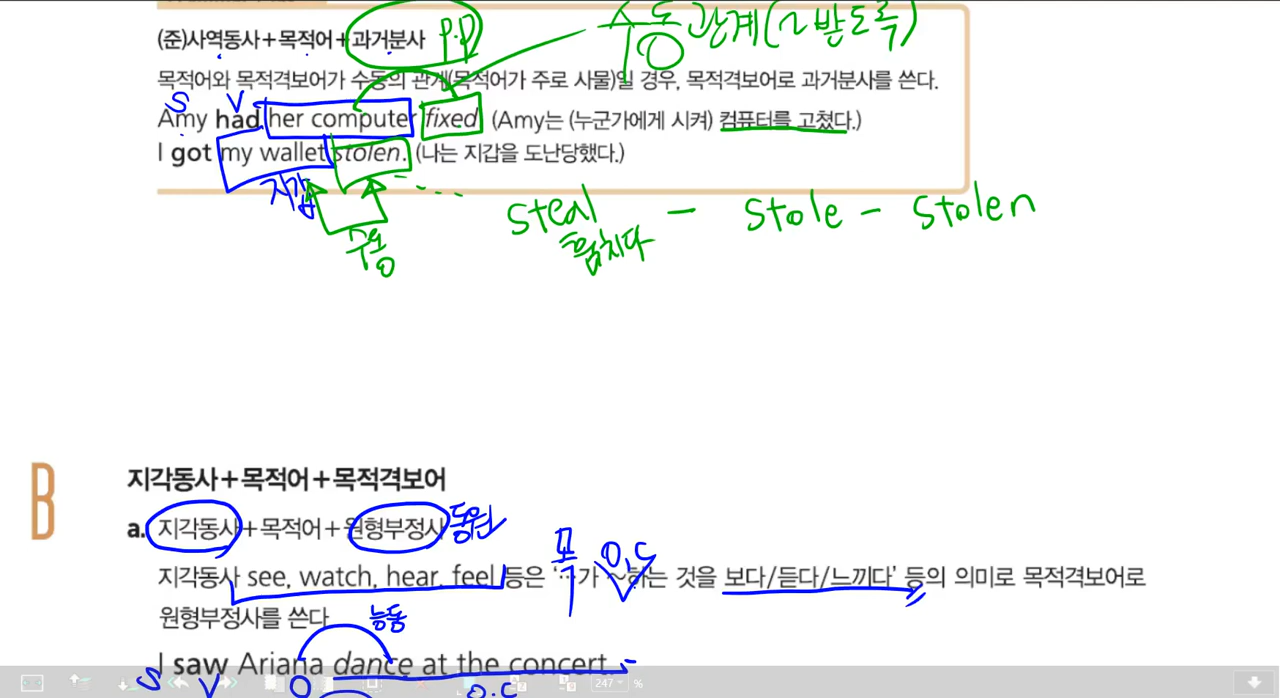 수동관계(~받도록)
(준)사역동사+목적어+과거분사 p.p
목적어와 목적격보어가 수동의 관계(목적어가 주로 사물)일 경우, 목적격보어로 과거분사를 쓴다.
S V
Amy had her computer fixed (Amy는 (누군가에게 시켜) 컴퓨터를 고쳤다.)
I got my wallet stolen. (나는 지갑을 도난당했다.)
지갑
steal - stole - stolen
수동 훔치다
B
지각동사+목적어+목적격보어
a. 지각동사+목적어+원형부정사 동원
목 O.C
지각동사 see, watch, hear, feel 등은 '…가 ~하는 것을 보다/듣다/느끼다' 등의 의미로 목적격보어로
원형부정사를 쓴다.
능동
I saw Ariana dance at the concert.
S V O O.C
247 %